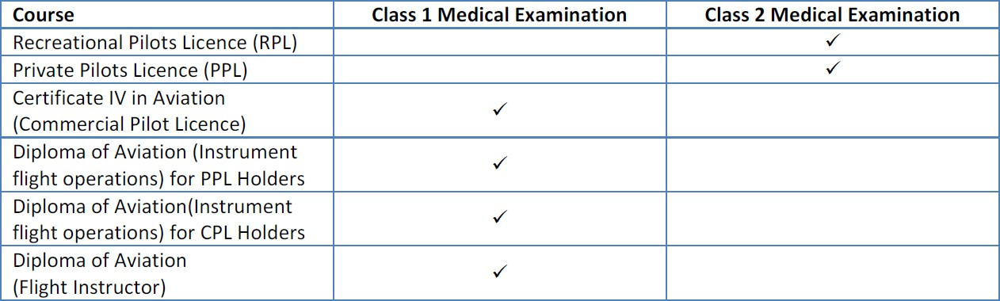 Course Class 1 Medical Examination Class 2 Medical Examination
Recreational Pilots Licence (RPL) ✓
Private Pilots Licence (PPL) ✓
Certificate IV in Aviation
(Commercial Pilot Licence) ✓
Diploma of Aviation (Instrument
flight operations) for PPL Holders ✓
Diploma of Aviation(Instrument
flight operations) for CPL Holders ✓
Diploma of Aviation
(Flight Instructor) ✓